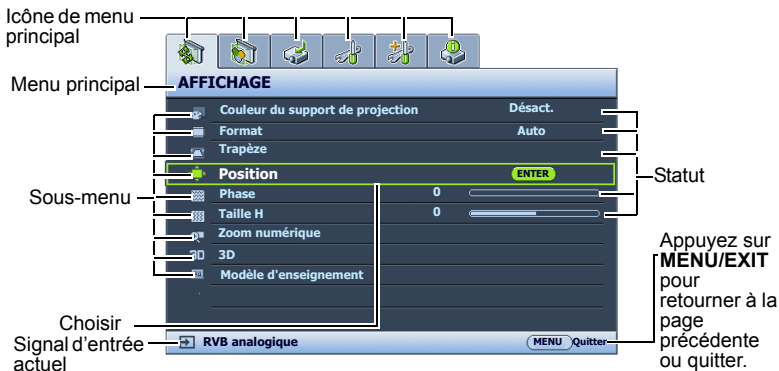 Icône de menu
principal
Menu principal
AFFICHAGE
Couleur du support de projection
Désact.
Format
Auto
Trapèze
Position
ENTER
Statut
Sous-menu
Phase
0
Taille H
0
Zoom numérique
3D
3D
Modèle d'enseignement
Appuyez sur
MENU/EXIT
pour
retourner à la
page
précédente
ou quitter.
Choisir
Signal d'entrée
actuel
RVB analogique
MENU
Quitter